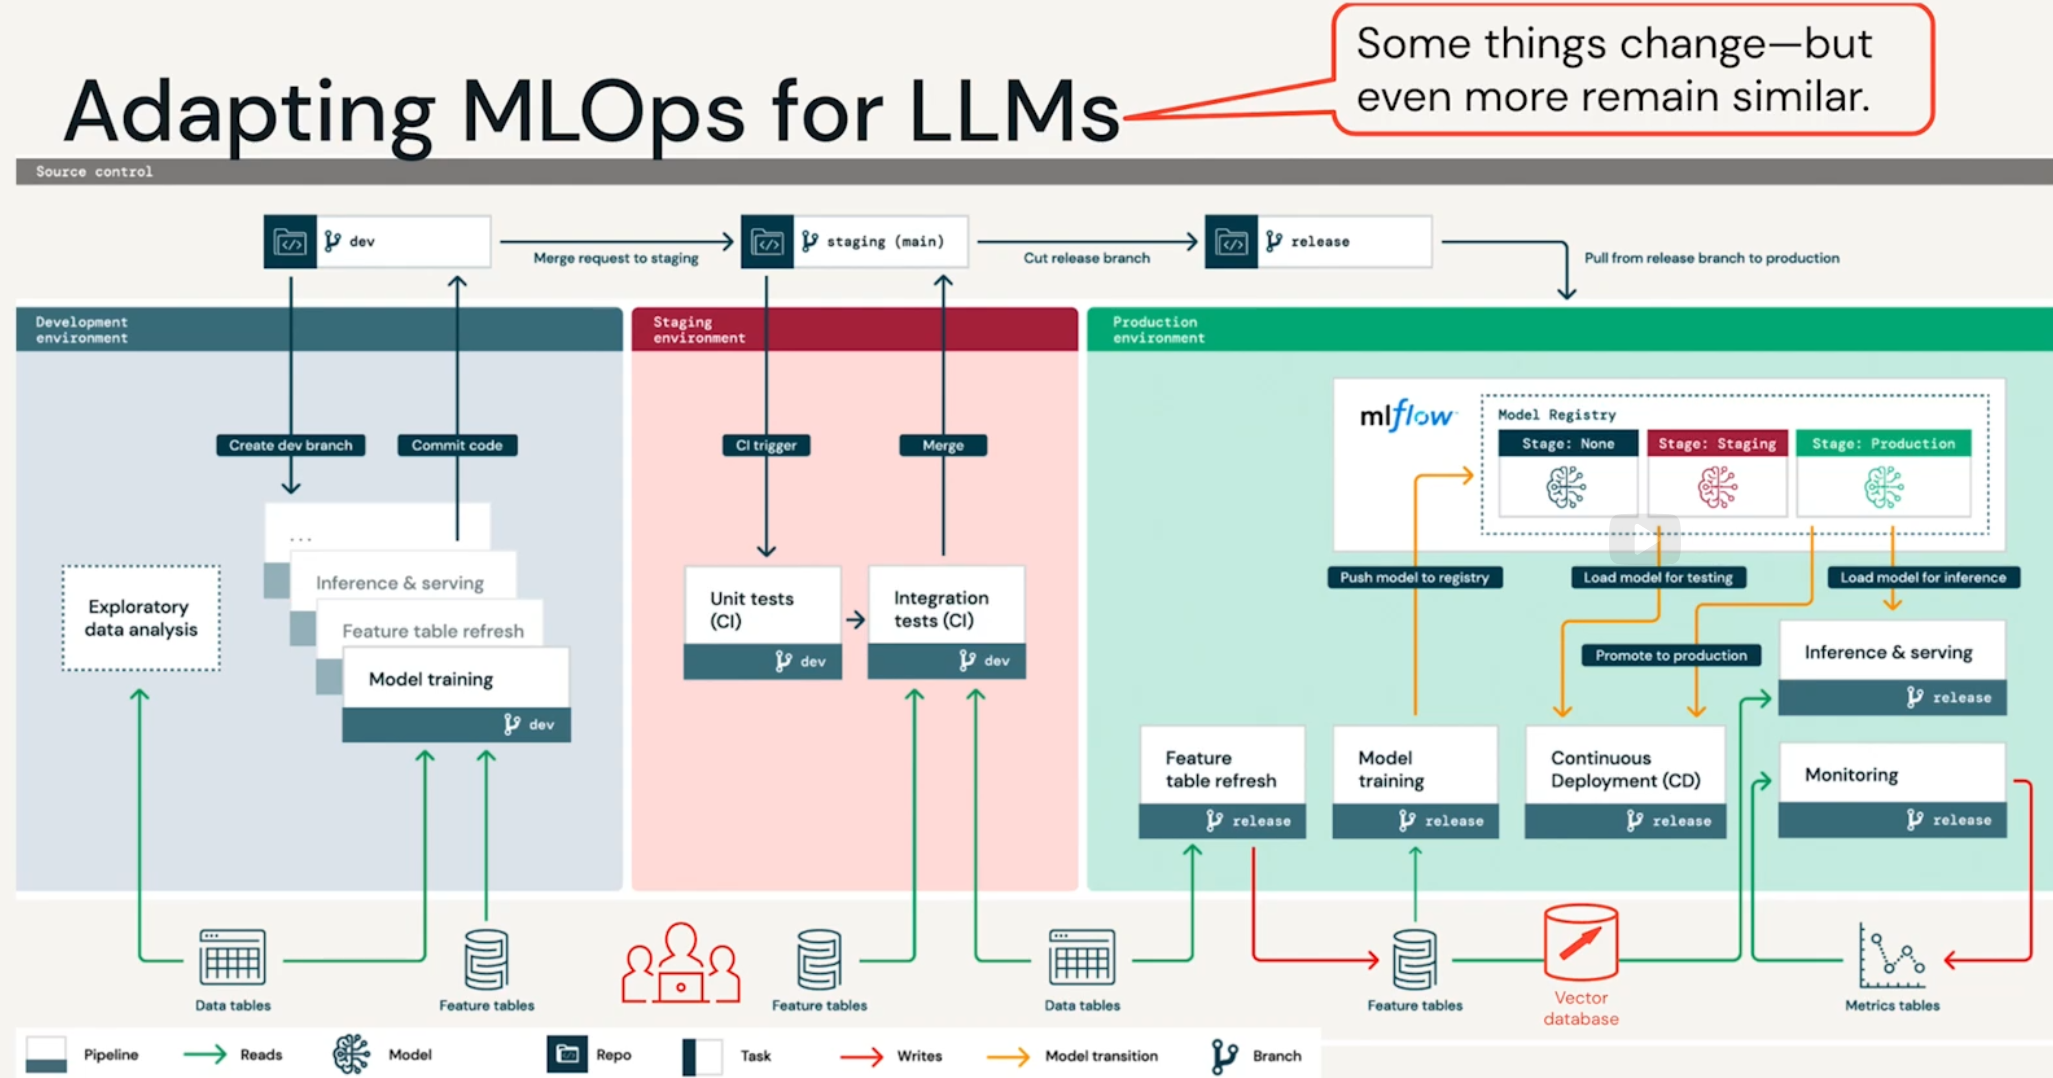 Some things change—but
even more remain similar.
Adapting MLOps for LLMs
Source control
dev
Merge request to staging
staging (main)
Cut release branch
release
Pull from release branch to production
Development
environment
Staging
environment
Production
environment
Create dev branch
Commit code
CI trigger
Merge
mlflow
Model Registry
Stage: None
Stage: Staging
Stage: Production
...
Inference & serving
Feature table refresh
Model training
dev
Exploratory
data analysis
Unit tests
(CI)
dev
Integration
tests (CI)
dev
Push model to registry
Load model for testing
Load model for inference
Promote to production
Inference & serving
release
Feature
table refresh
release
Model
training
release
Continuous
Deployment (CD)
release
Monitoring
release
Data tables
Feature tables
Feature tables
Data tables
Feature tables
Vector
database
Metrics tables
Pipeline
Reads
Model
Repo
Task
Writes
Model transition
Branch